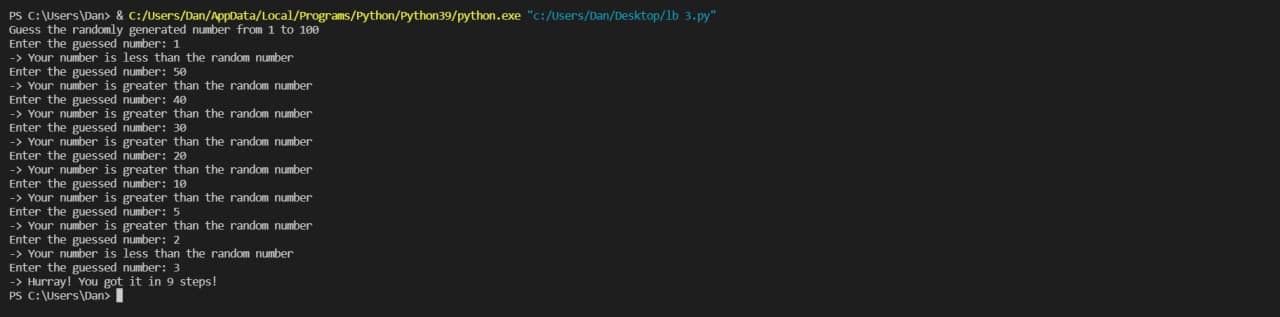 PS C:\Users\Dan> & C:/Users/Dan/AppData/Local/Programs/Python/Python39/python.exe "c:/Users/Dan/Desktop/lb 3.py"
Guess the randomly generated number from 1 to 100
Enter the guessed number: 1
-> Your number is less than the random number
Enter the guessed number: 50
-> Your number is greater than the random number
Enter the guessed number: 40
-> Your number is greater than the random number
Enter the guessed number: 30
-> Your number is greater than the random number
Enter the guessed number: 20
-> Your number is greater than the random number
Enter the guessed number: 10
-> Your number is greater than the random number
Enter the guessed number: 5
-> Your number is greater than the random number
Enter the guessed number: 2
-> Your number is less than the random number
Enter the guessed number: 3
-> Hurray! You got it in 9 steps!
PS C:\Users\Dan>